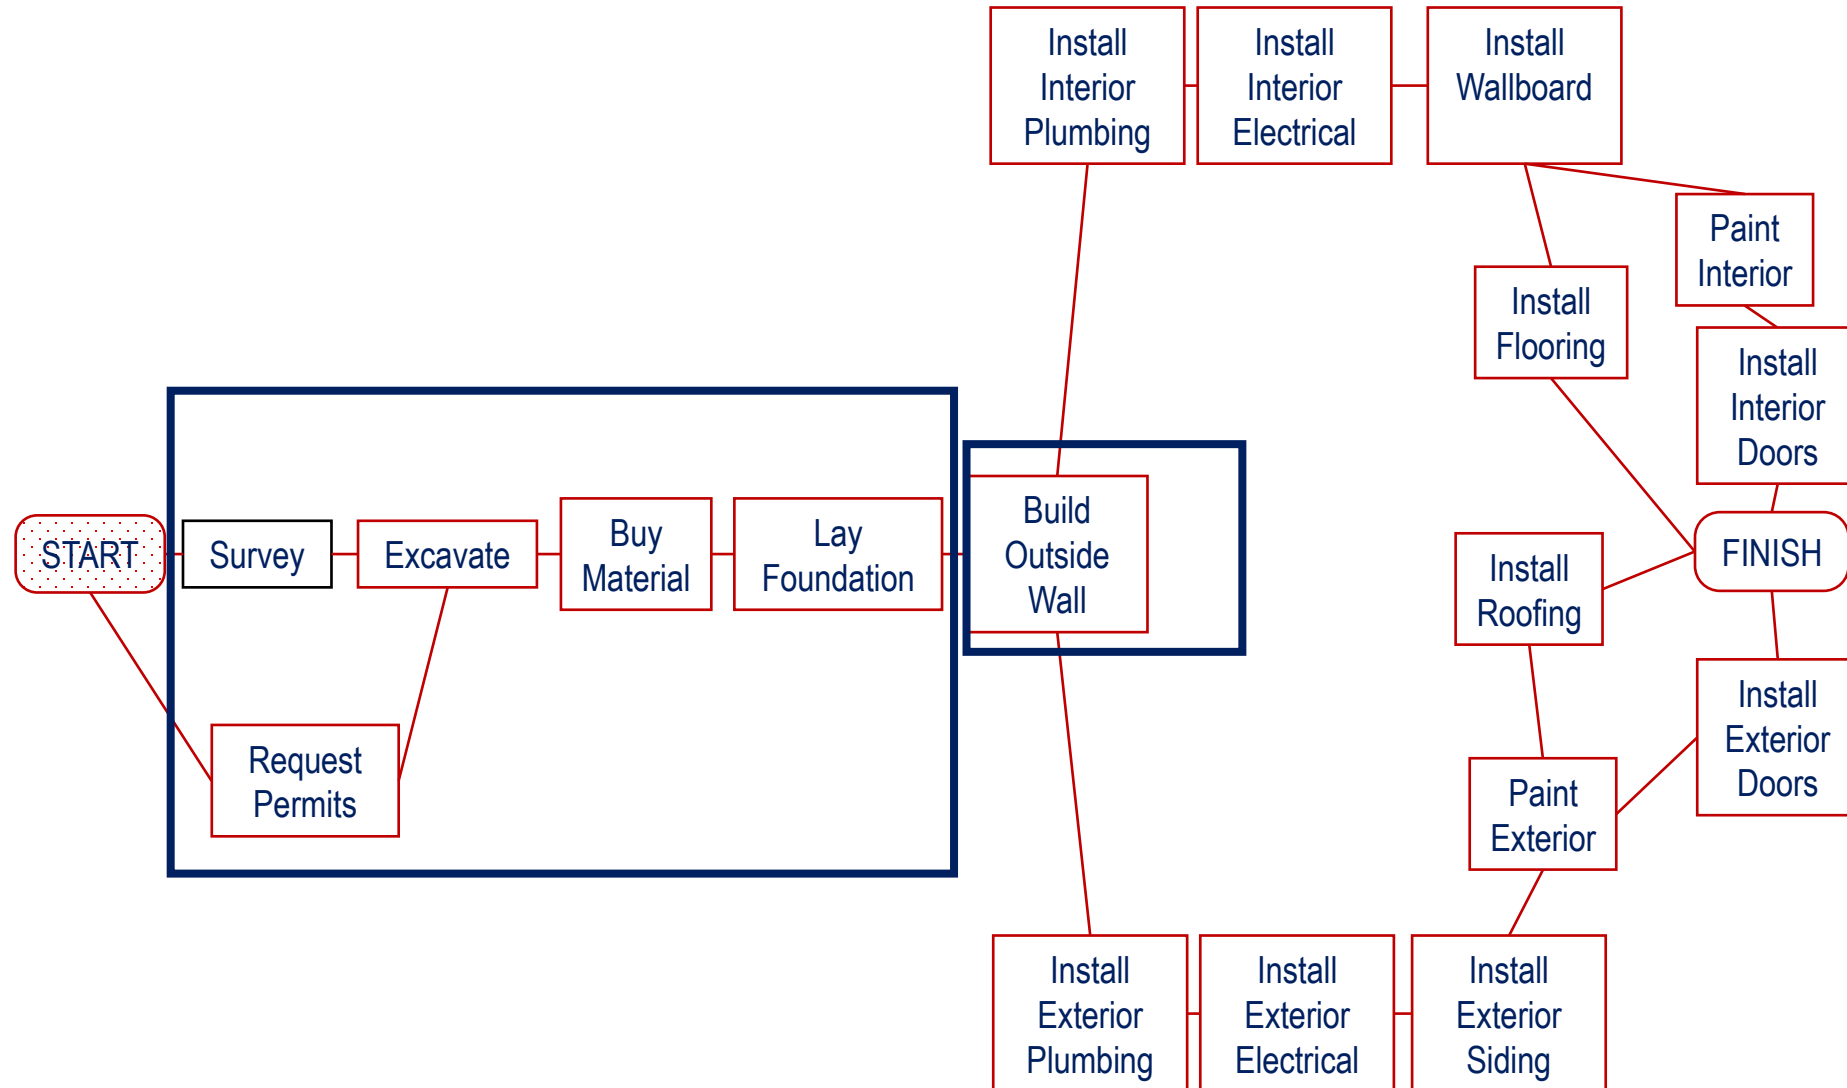 Install
Interior
Plumbing
Install
Interior
Electrical
Install
Wallboard
Paint
Interior
Install
Flooring
Install
Interior
Doors
START
Survey
Excavate
Buy
Material
Lay
Foundation
Build
Outside
Wall
Install
Roofing
FINISH
Request
Permits
Install
Exterior
Doors
Paint
Exterior
Install
Exterior
Plumbing
Install
Exterior
Electrical
Install
Exterior
Siding